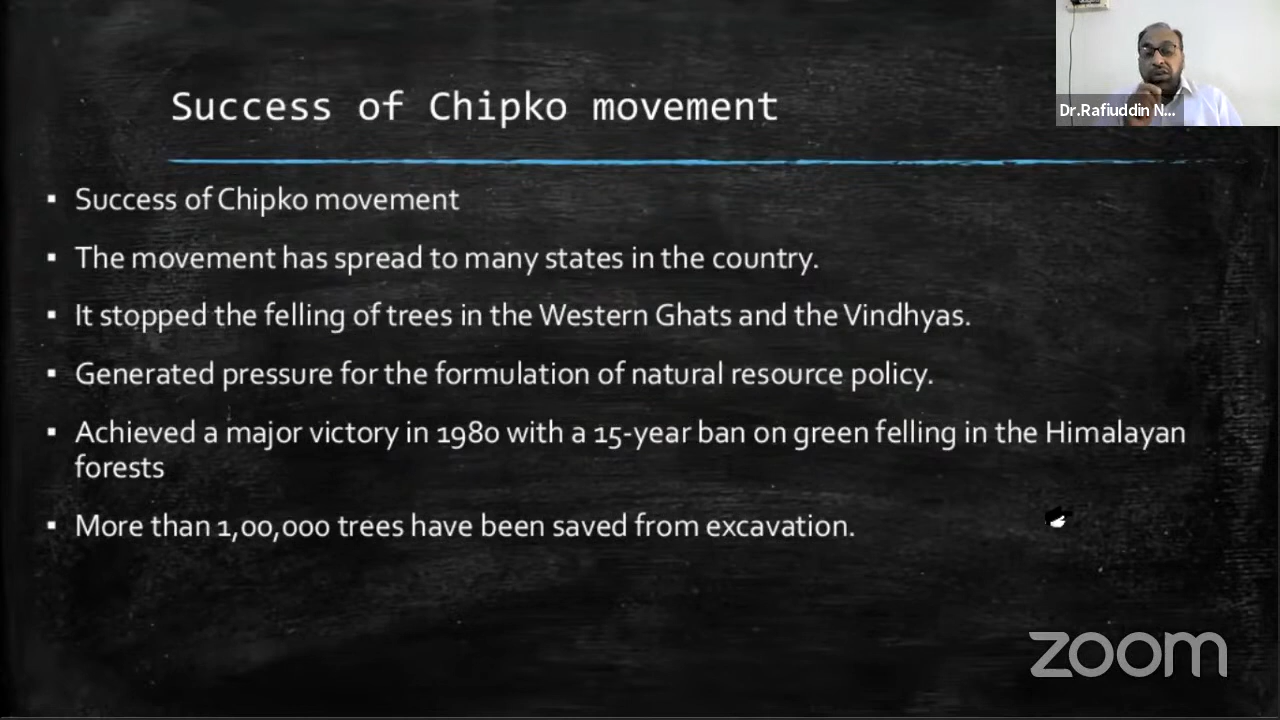 Success of Chipko movement
Dr.Rafiuddin N...
▪ Success of Chipko movement
▪ The movement has spread to many states in the country.
▪ It stopped the felling of trees in the Western Ghats and the Vindhyas.
▪ Generated pressure for the formulation of natural resource policy.
▪ Achieved a major victory in 1980 with a 15-year ban on green felling in the Himalayan
forests
▪ More than 1,00,000 trees have been saved from excavation.
zoom